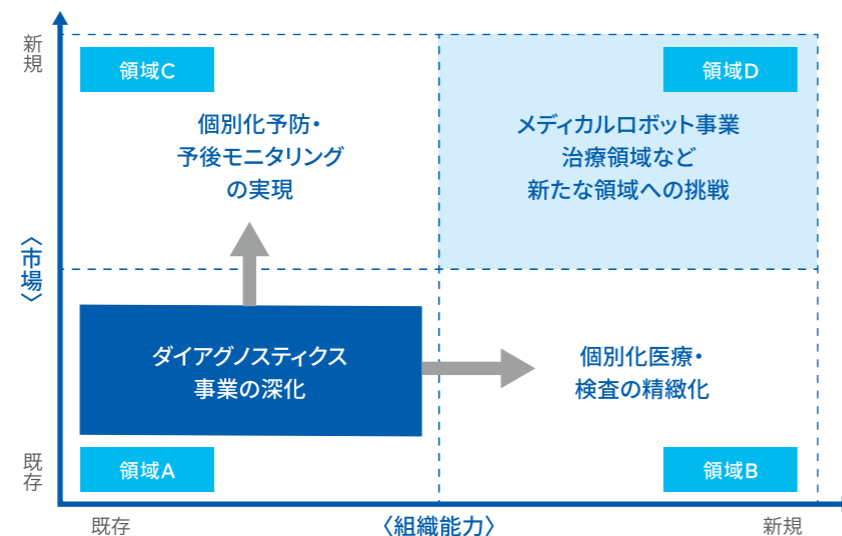 新規
領域C
領域D
個別化予防・
予後モニタリング
の実現
メディカルロボット事業
治療領域など
新たな領域への挑戦
〈市場〉
ダイアグノスティクス
事業の深化
個別化医療・
検査の精緻化
既存
領域A
領域B
既存
〈組織能力〉
新規